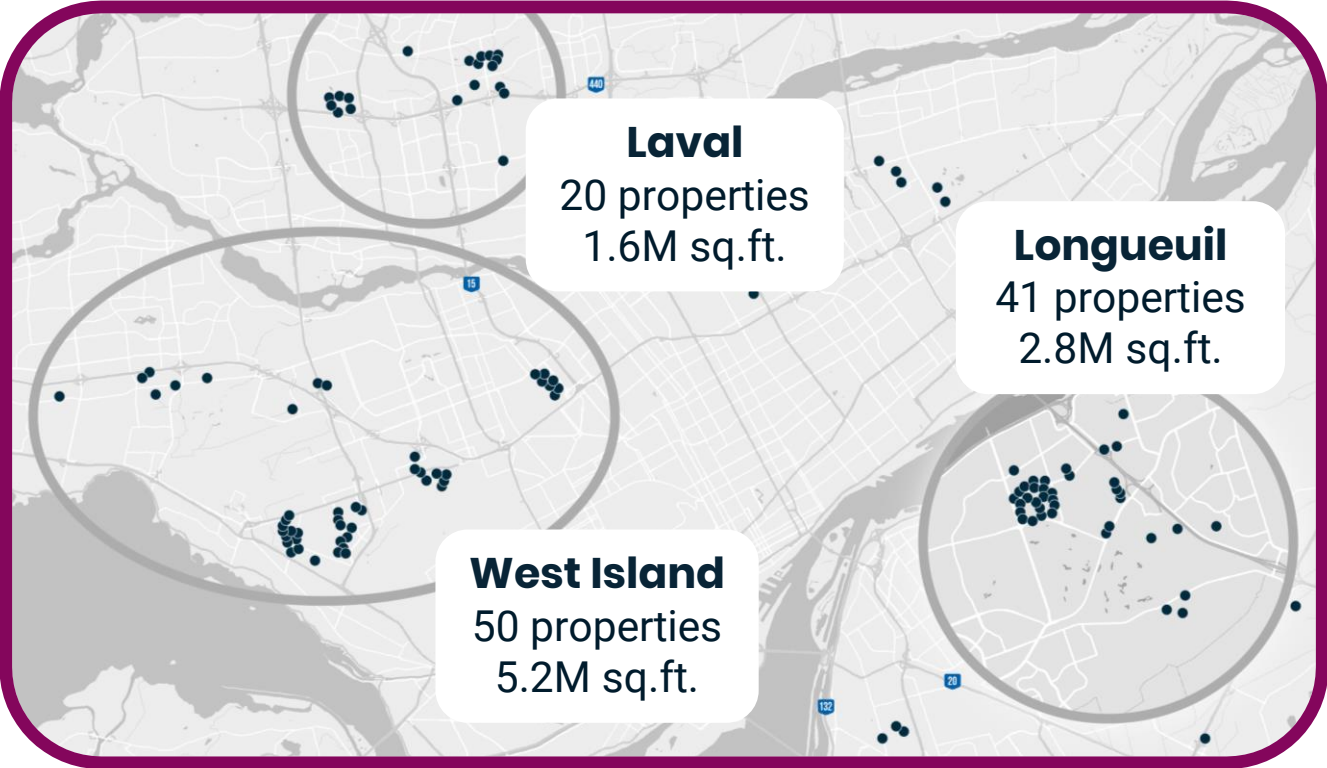 440
Laval
20 properties
1.6M sq.ft.
Longueuil
41 properties
2.8M sq.ft.
15
West Island
50 properties
5.2M sq.ft.
20
132